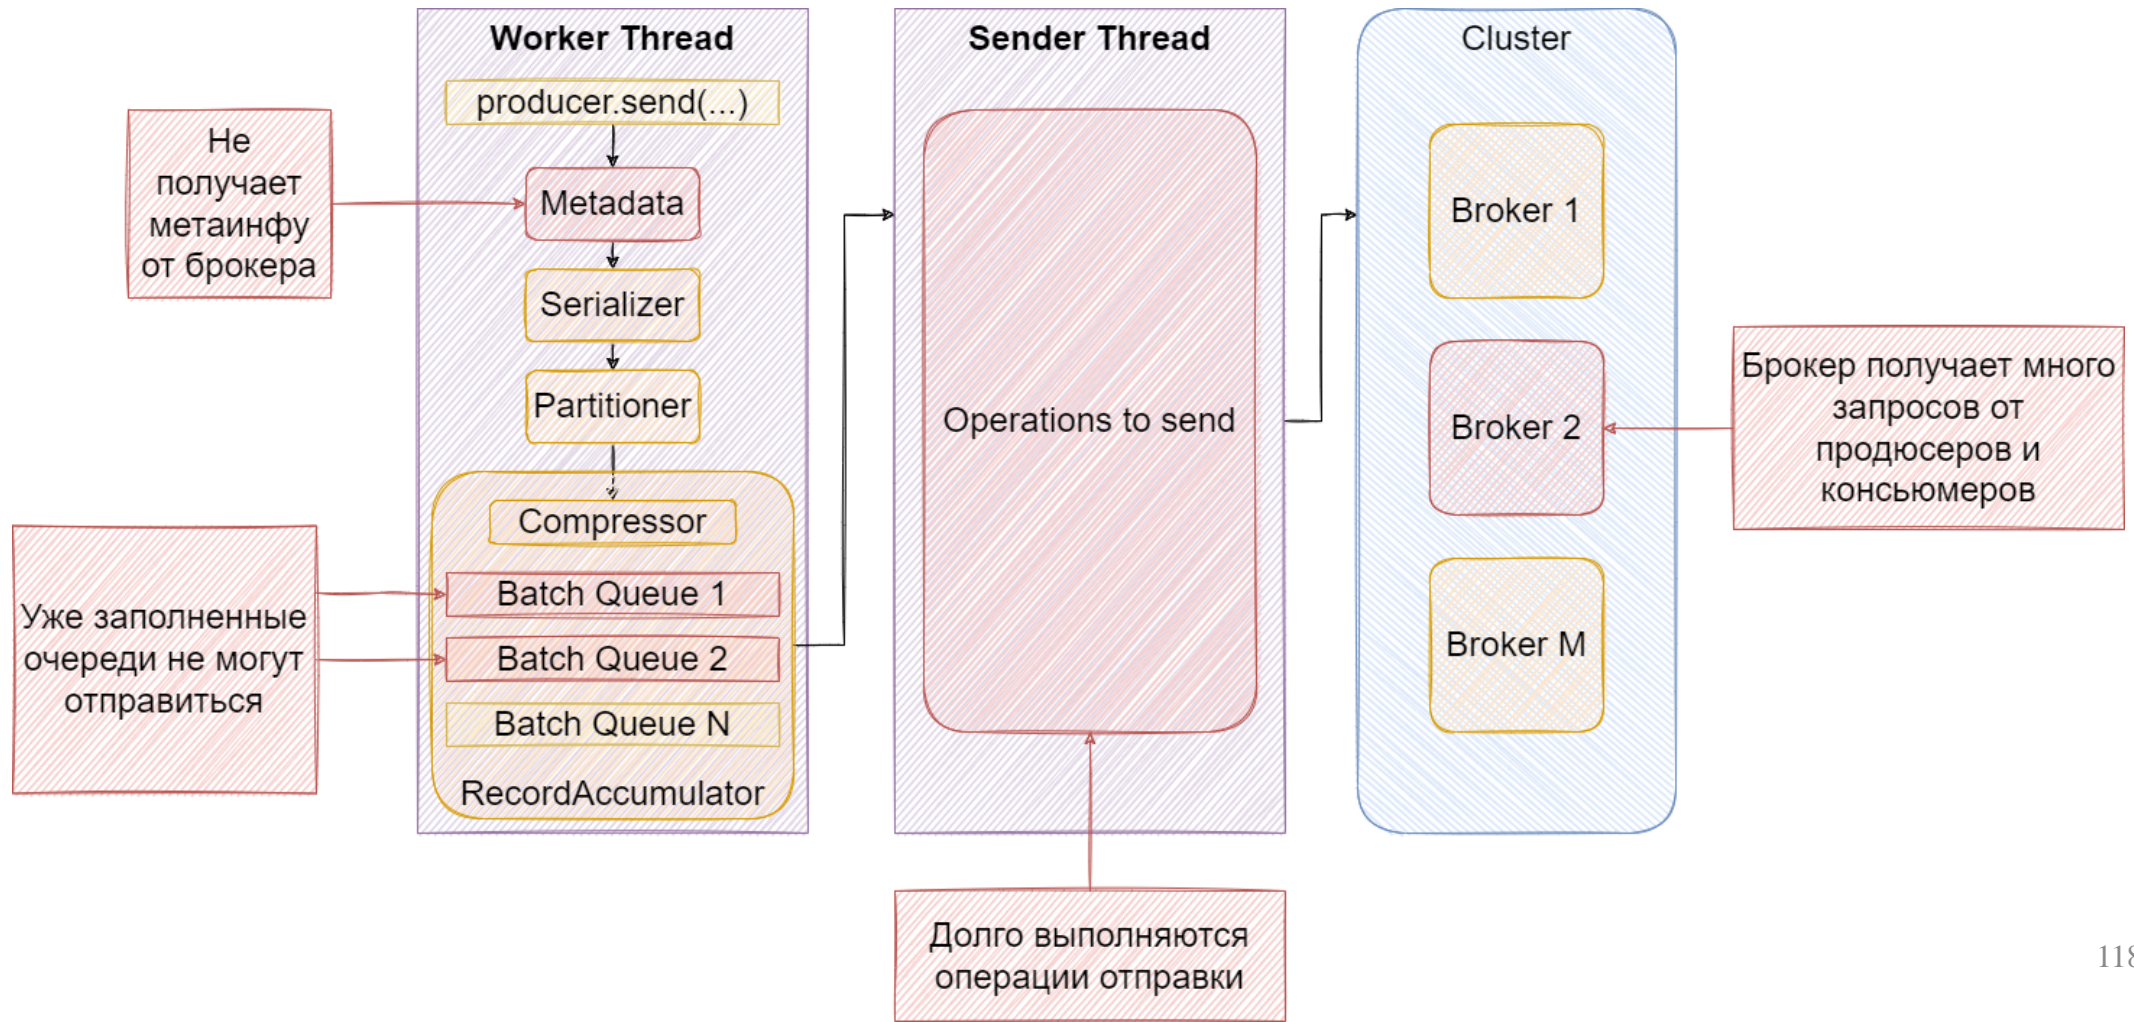 Worker Thread
producer.send(...)
Metadata
Serializer
Partitioner
Compressor
Batch Queue 1
Batch Queue 2
Batch Queue N
RecordAccumulator
Не
получает
метаинфу
от брокера
Уже заполненные
очереди не могут
отправиться
Sender Thread
Operations to send
Долго выполняются
операции отправки
Cluster
Broker 1
Broker 2
Broker M
Брокер получает много
запросов от
продюсеров и
консьюмеров
118